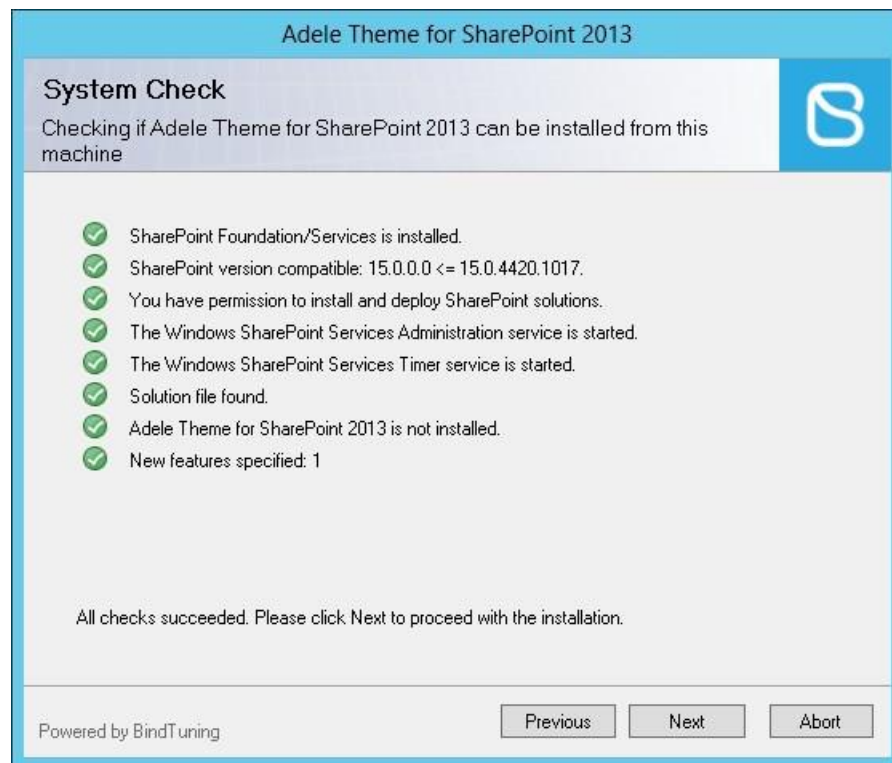 Adele Theme for SharePoint 2013
System Check
Checking if Adele Theme for SharePoint 2013 can be installed from this
machine
SharePoint Foundation/Services is installed.
SharePoint version compatible: 15.0.0.0 <= 15.0.4420.1017.
You have permission to install and deploy SharePoint solutions.
The Windows SharePoint Services Administration service is started.
The Windows SharePoint Services Timer service is started.
Solution file found.
Adele Theme for SharePoint 2013 is not installed.
New features specified: 1
All checks succeeded. Please click Next to proceed with the installation.
Powered by BindTuning
Previous
Next
Abort